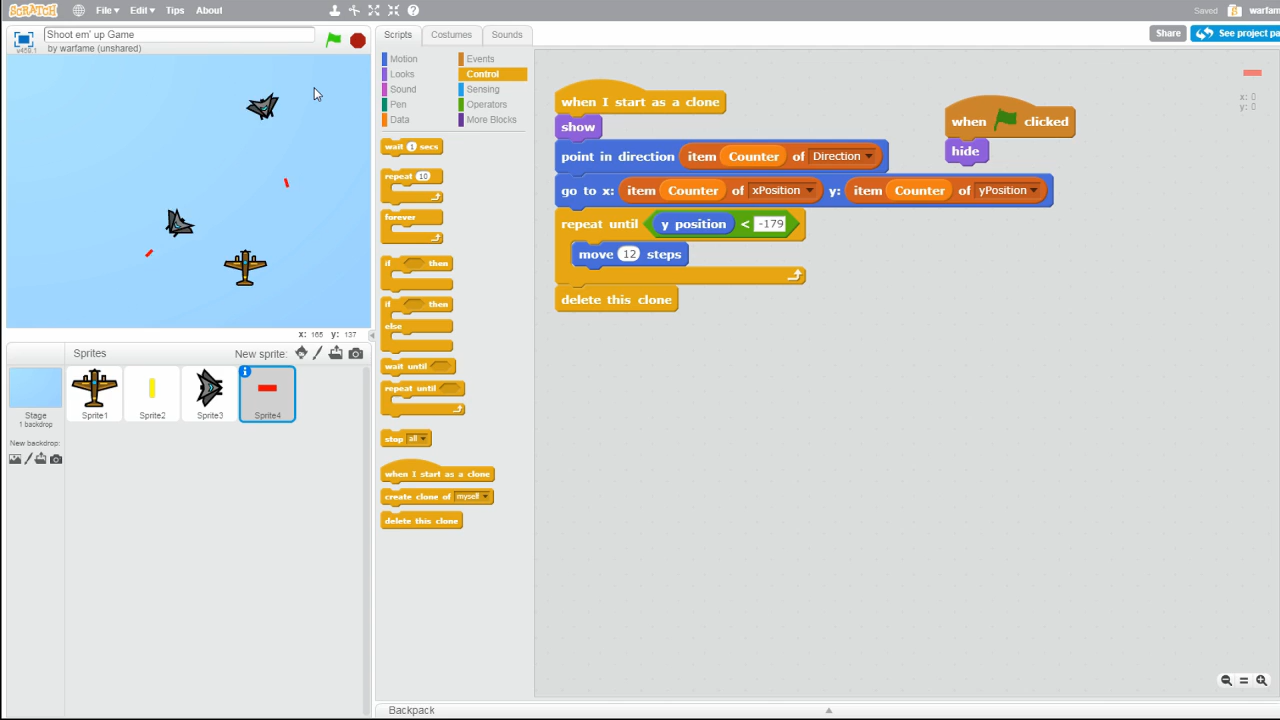 SCRATCH File Edit Tips About Saved warfam
Shoot em' up Game
by warfame (unshared)
v459.1
Scripts Costumes Sounds
Share See project pa
Motion Events
Looks Control
Sound Sensing
Pen Operators
Data More Blocks
wait 1 secs
repeat 10
forever
if then
if then
else
wait until
repeat until
stop all
when I start as a clone
create clone of myself
delete this clone
when I start as a clone
show
point in direction item Counter of Direction
go to x: item Counter of xPosition y: item Counter of yPosition
repeat until y position < -179
move 12 steps
delete this clone
when clicked
hide
x: 0
y: 0
x: 165 y: 137
Sprites New sprite:
Stage
1 backdrop
New backdrop:
Sprite1 Sprite2 Sprite3 Sprite4
Backpack